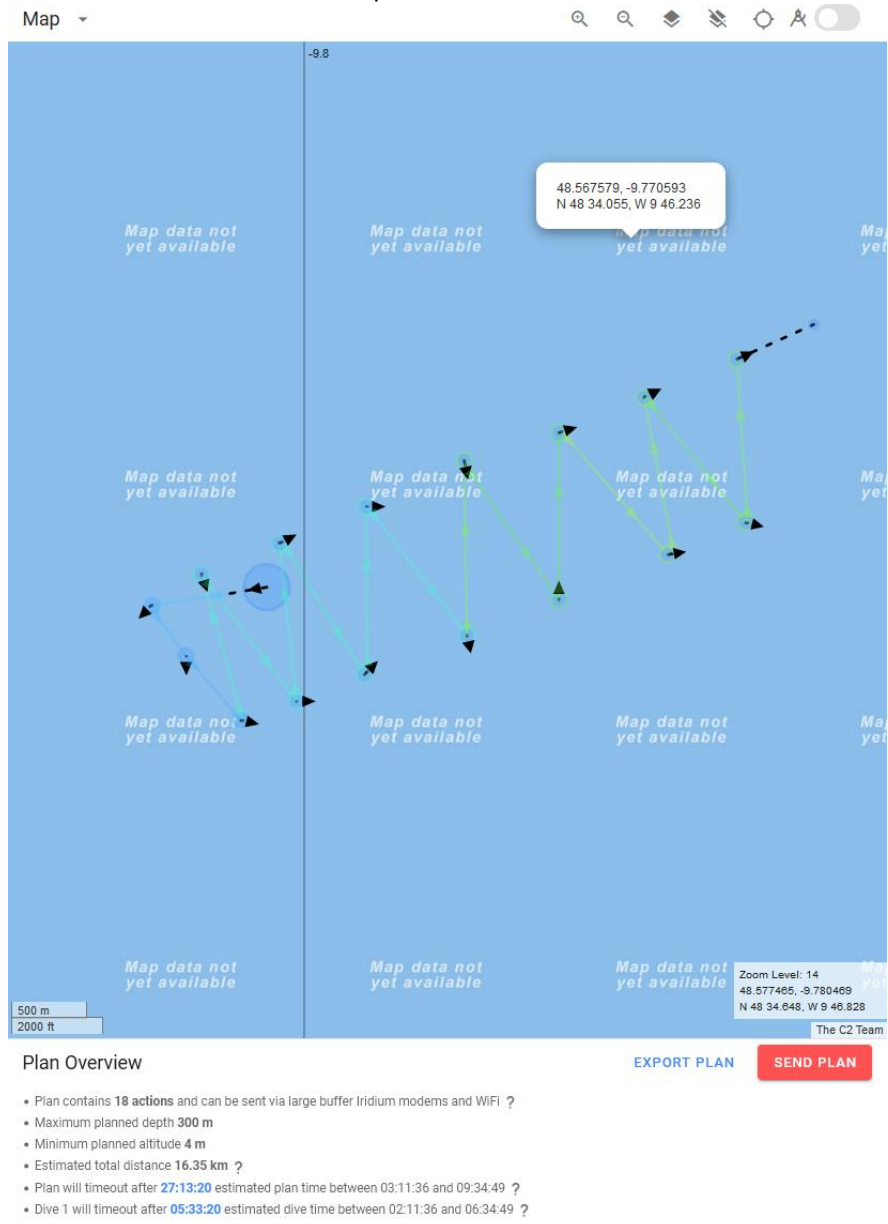 Map
-9.8
48.567579, -9.770593
N 48 34.055, W 9 46.236
Map data not
yet available
Map data not
yet available
Map data not
yet available
Ma
ye
Map data not
yet available
Map data not
yet available
Map data not
yet available
Ma
ye
Map data not
yet available
Map data not
yet available
Map data not
yet available
Ma
ye
Map data not
yet available
Map data not
yet available
Map data not
yet available
Zoom Level: 14
48.577465, -9.780469
N 48 34.648, W 9 46.828
500 m
2000 ft
The C2 Team
Plan Overview
EXPORT PLAN
SEND PLAN
• Plan contains 18 actions and can be sent via large buffer Iridium modems and WiFi ?
• Maximum planned depth 300 m
• Minimum planned altitude 4 m
• Estimated total distance 16.35 km ?
• Plan will timeout after 27:13:20 estimated plan time between 03:11:36 and 09:34:49 ?
• Dive 1 will timeout after 05:33:20 estimated dive time between 02:11:36 and 06:34:49 ?